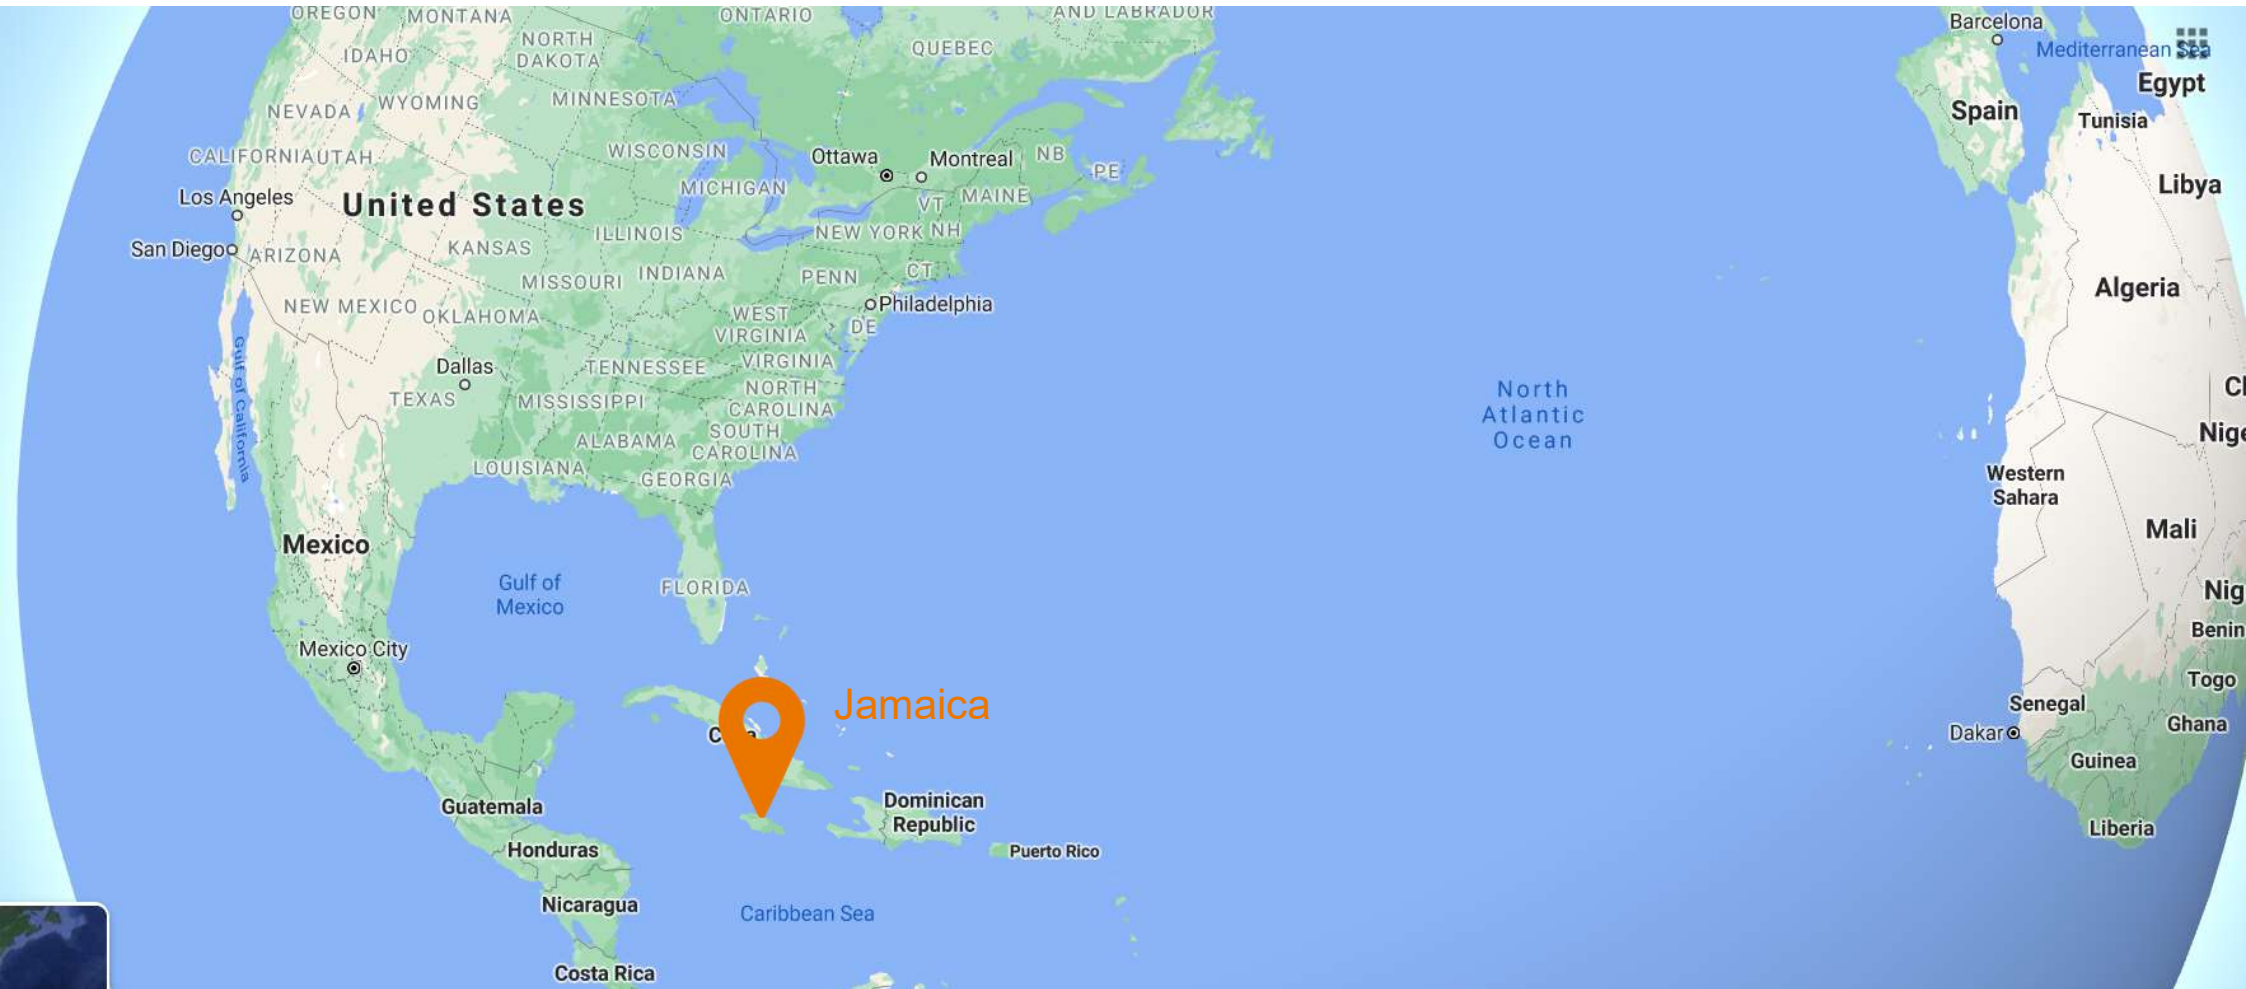 OREGON
MONTANA
ONTARIO
AND LABRADOR
Barcelona
IDAHO
NORTH
DAKOTA
QUEBEC
Mediterranean Sea
Egypt
NEVADA
WYOMING
MINNESOTA
Spain
Tunisia
CALIFORNIA
UTAH
WISCONSIN
Ottawa
Montreal
NB
PE
Los Angeles
United States
MICHIGAN
VT
MAINE
Libya
San Diego
ARIZONA
KANSAS
ILLINOIS
NEW YORK
NH
MISSOURI
INDIANA
PENN
CT
Algeria
NEW MEXICO
OKLAHOMA
WEST
VIRGINIA
Philadelphia
DE
Gulf of California
Dallas
TEXAS
TENNESSEE
VIRGINIA
MISSISSIPPI
NORTH
CAROLINA
North
Atlantic
Ocean
ALABAMA
SOUTH
CAROLINA
LOUISIANA
GEORGIA
Western
Sahara
Mexico
Mali
Gulf of
Mexico
FLORIDA
Nig
Benin
Mexico City
Togo
Jamaica
Senegal
Dakar
Ghana
Guinea
Guatemala
Dominican
Republic
Liberia
Honduras
Puerto Rico
Nicaragua
Caribbean Sea
Costa Rica